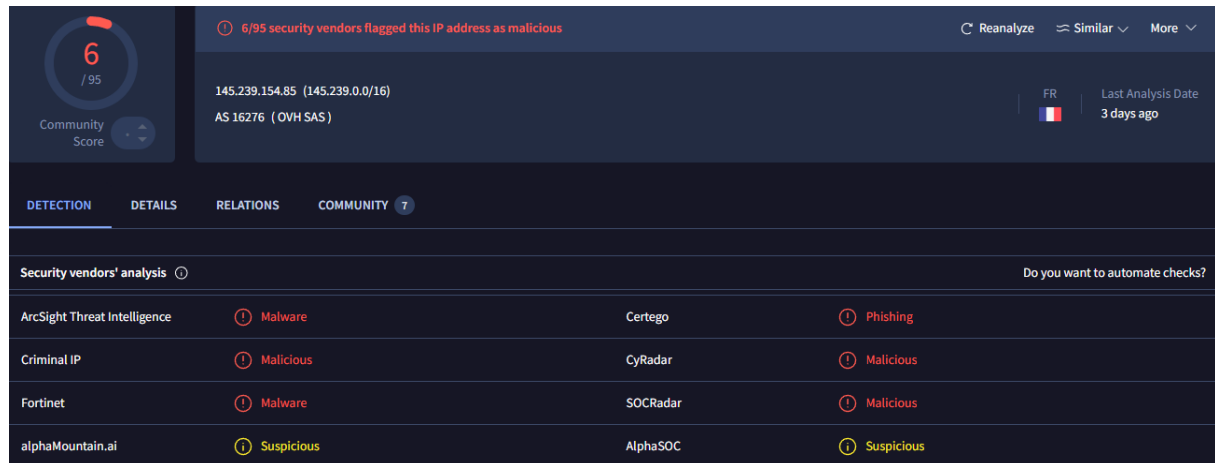 6
/ 95
Community
Score
6/95 security vendors flagged this IP address as malicious
Reanalyze
Similar
More
145.239.154.85 (145.239.0.0/16)
AS 16276 ( OVH SAS )
FR
Last Analysis Date
3 days ago
DETECTION DETAILS RELATIONS COMMUNITY 7
Security vendors' analysis
Do you want to automate checks?
ArcSight Threat Intelligence Malware Certego Phishing
Criminal IP Malicious CyRadar Malicious
Fortinet Malware SOCRadar Malicious
alphaMountain.ai Suspicious AlphaSOC Suspicious